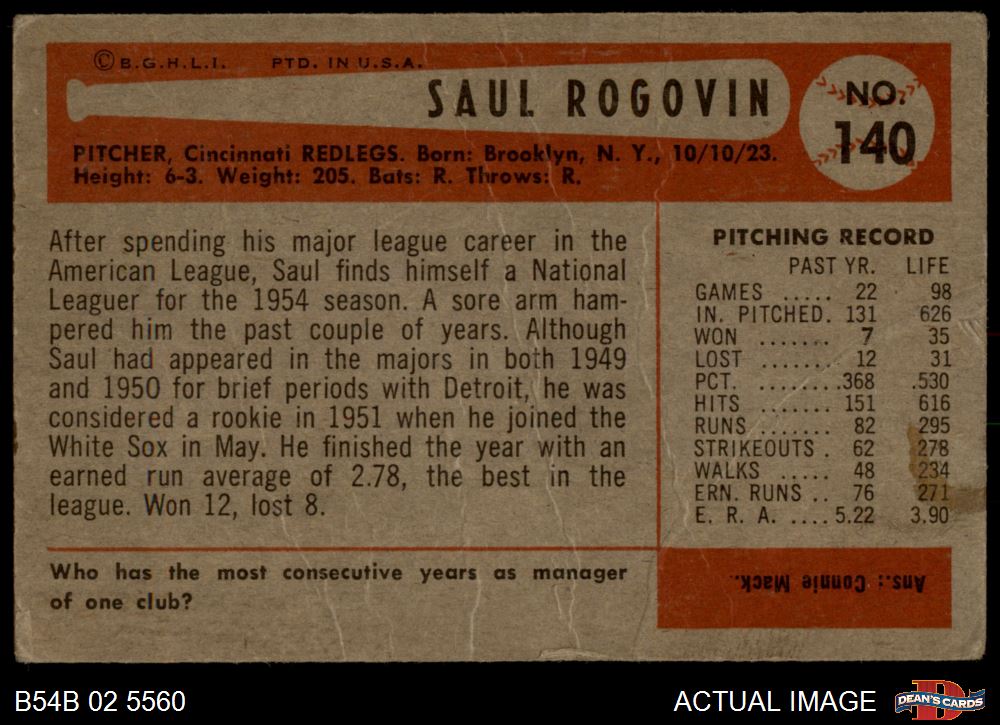 © B.G.H.L.I. PTD. IN U.S.A.
SAUL ROGOVIN
NO.
140
PITCHER, Cincinnati REDLEGS. Born: Brooklyn, N. Y., 10/10/23.
Height: 6-3. Weight: 205. Bats: R. Throws: R.
After spending his major league career in the
American League, Saul finds himself a National
Leaguer for the 1954 season. A sore arm ham-
pered him the past couple of years. Although
Saul had appeared in the majors in both 1949
and 1950 for brief periods with Detroit, he was
considered a rookie in 1951 when he joined the
White Sox in May. He finished the year with an
earned run average of 2.78, the best in the
league. Won 12, lost 8.
PITCHING RECORD
PAST YR. LIFE
GAMES ..... 22 98
IN. PITCHED. 131 626
WON ....... 7 35
LOST ....... 12 31
PCT. ........ .368 .530
HITS ....... 151 616
RUNS ...... 82 295
STRIKEOUTS . 62 278
WALKS ..... 48 234
ERN. RUNS .. 76 271
E. R. A. .... 5.22 3.90
Who has the most consecutive years as manager
of one club?
Ans.: Connie Mack.
B54B 02 5560
ACTUAL IMAGE
DEAN'S CARDS